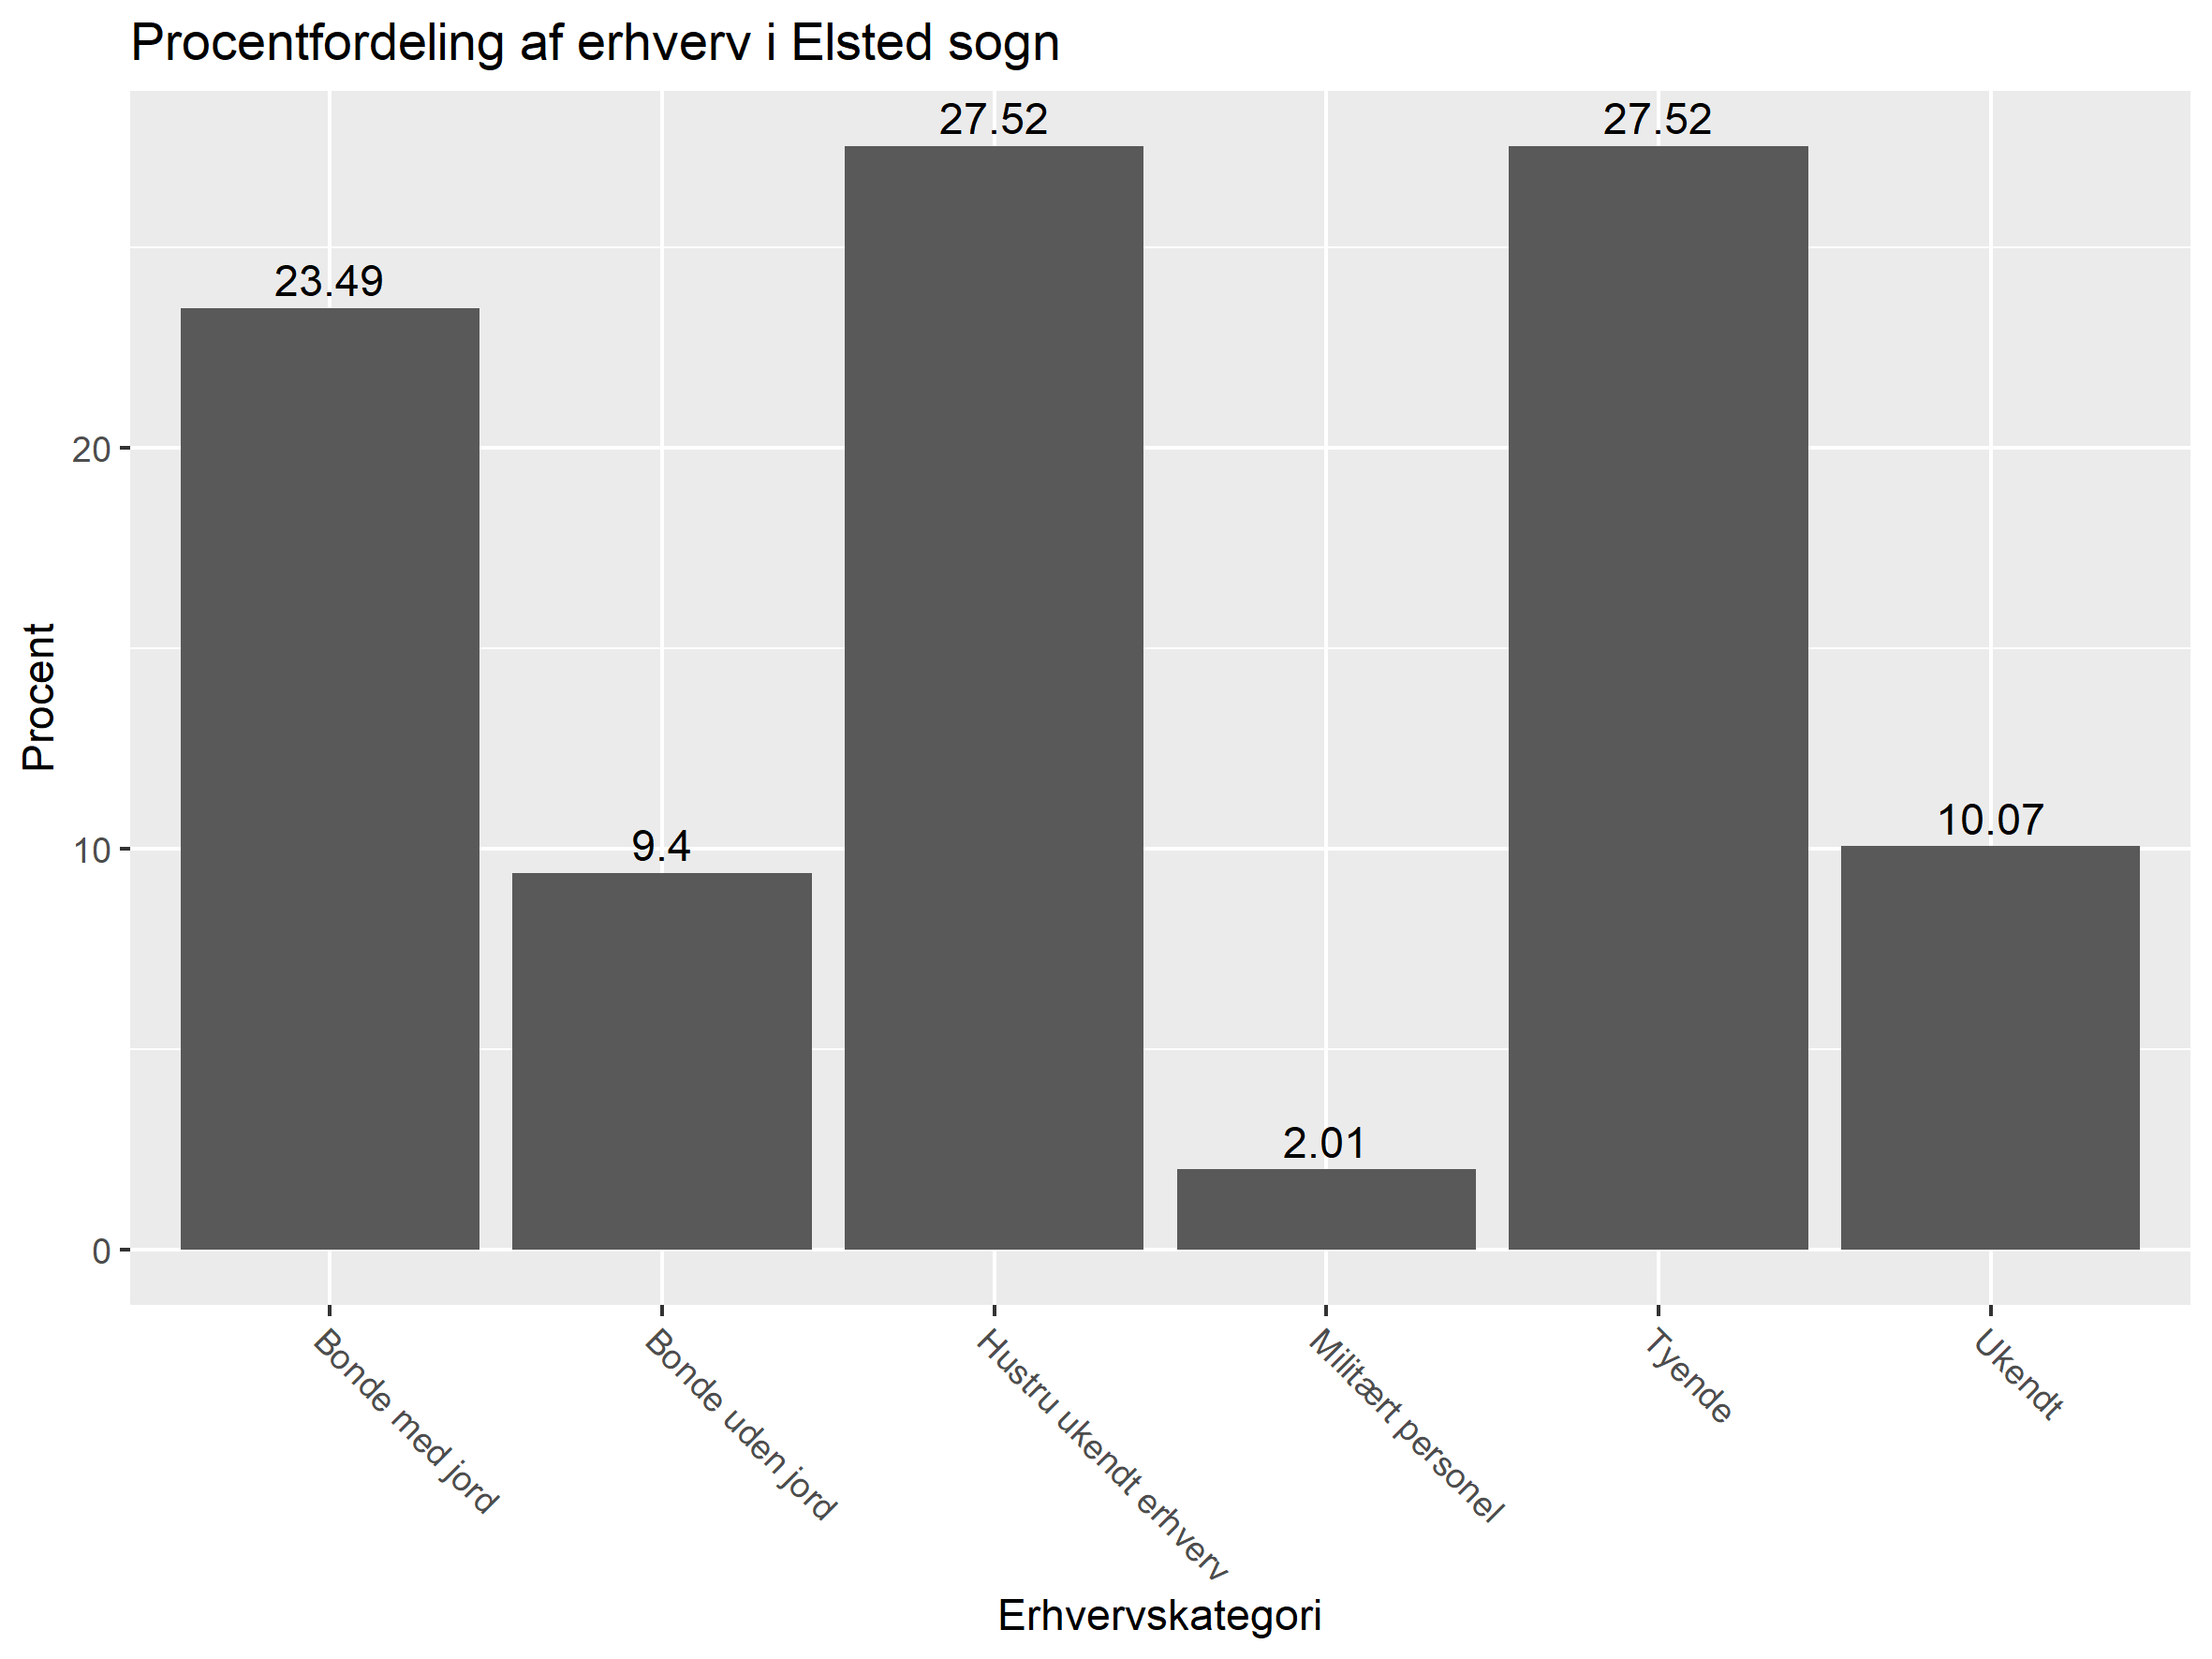 Procentfordeling af erhverv i Elsted sogn
27.52
27.52
23.49
20
Procent
10.07
9.4
10
2.01
0
Bonde med jord
Bonde uden jord
Hustru ukendt erhverv
Militært personel
Tyende
Ukendt
Erhvervskategori